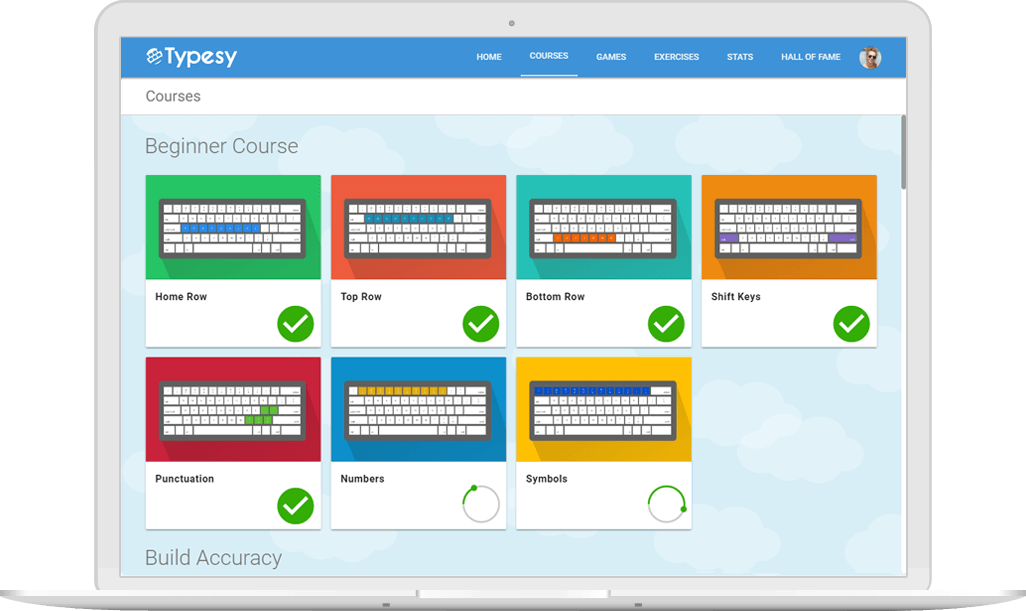 Typesy
HOME COURSES GAMES EXERCISES STATS HALL OF FAME
Courses
Beginner Course
Home Row Top Row Bottom Row Shift Keys
Punctuation Numbers Symbols
Build Accuracy